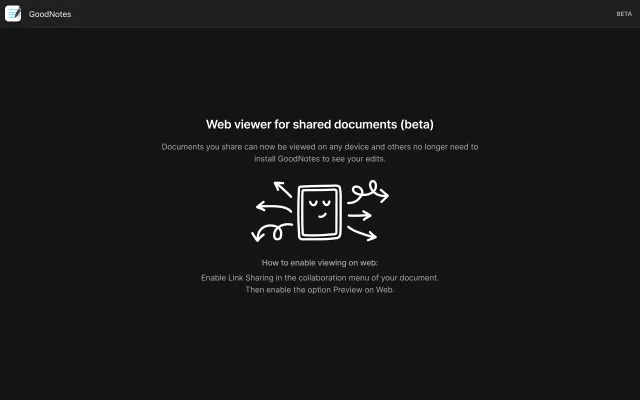 GoodNotes
BETA
Web viewer for shared documents (beta)
Documents you share can now be viewed on any device and others no longer need to
install GoodNotes to see your edits.
How to enable viewing on web:
Enable Link Sharing in the collaboration menu of your document.
Then enable the option Preview on Web.